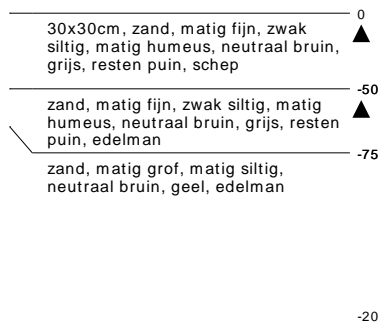 0
30x30cm, zand, matig fijn, zwak
siltig, matig humeus, neutraal bruin,
grijs, resten puin, schep
-50
zand, matig fijn, zwak siltig, matig
humeus, neutraal bruin, grijs, resten
puin, edelman
-75
zand, matig grof, matig siltig,
neutraal bruin, geel, edelman
-20